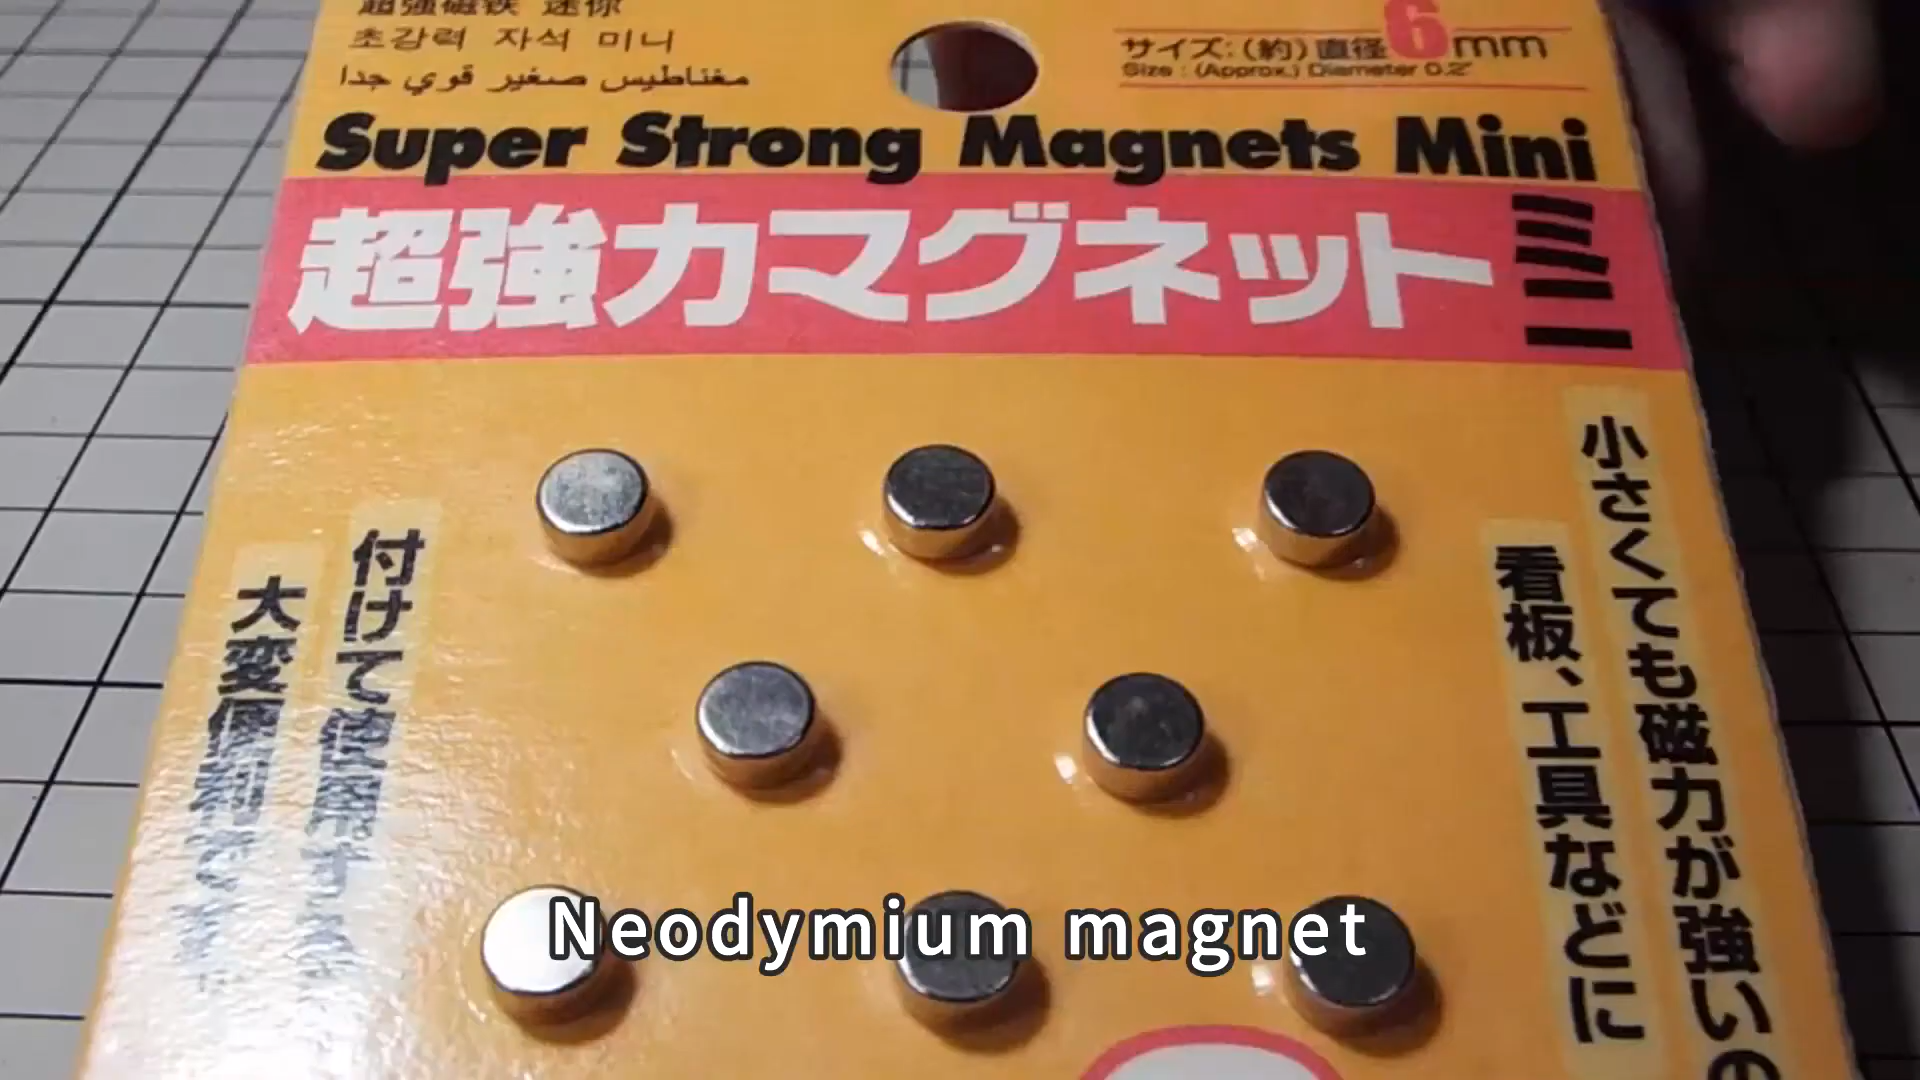 超強磁铁 迷你
초강력 자석 미니
مغناطيس صغير قوي جدا
サイズ:(約)直径6mm
Size : (Approx.) Diameter 0.2"
Super Strong Magnets Mini
超強力マグネットミニ
小さくても磁力が強いの
看板、工具などに
付けて使用す
大変便利で
Neodymium magnet